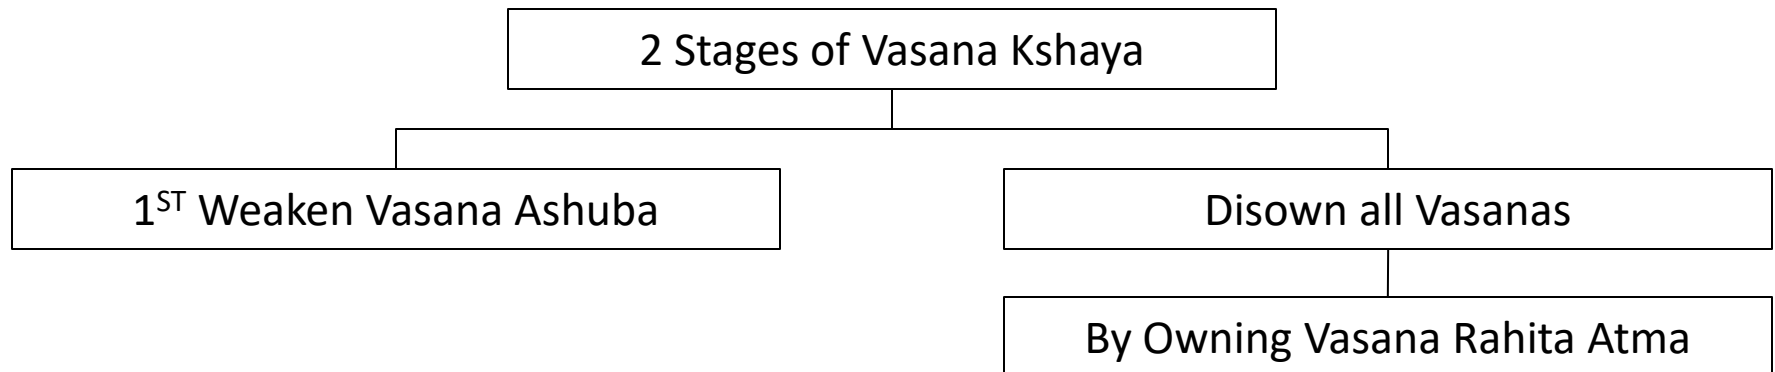 2 Stages of Vasana Kshaya
1ST Weaken Vasana Ashuba
Disown all Vasanas
By Owning Vasana Rahita Atma